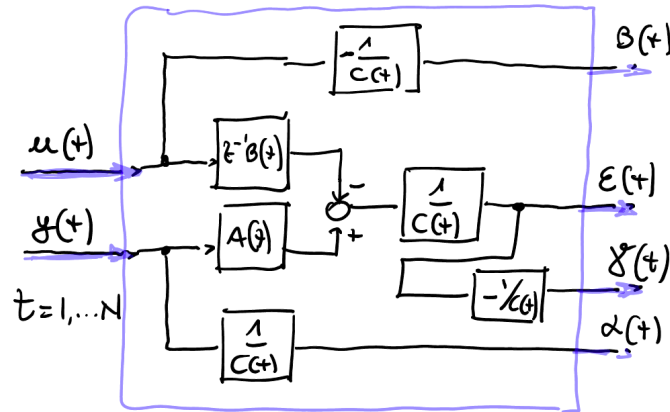 -1/C(t)
β(t)
u(t)
z⁻¹B(t)
-
ε(t)
1/C(t)
+
y(t)
A(z)
γ(t)
-1/C(t)
t=1,...N
1/C(t)
α(t)